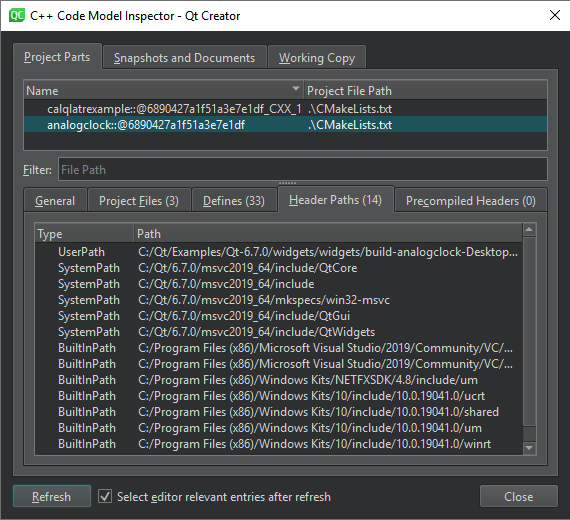 QC C++ Code Model Inspector - Qt Creator
Project Parts Snapshots and Documents Working Copy
Name Project File Path
calqlatrexample::@6890427a1f51a3e7e1df_CXX_1 .\CMakeLists.txt
analogclock::@6890427a1f51a3e7e1df .\CMakeLists.txt
Filter: File Path
General Project Files (3) Defines (33) Header Paths (14) Precompiled Headers (0)
Type Path
UserPath C:/Qt/Examples/Qt-6.7.0/widgets/widgets/build-analogclock-Desktop...
SystemPath C:/Qt/6.7.0/msvc2019_64/include/QtCore
SystemPath C:/Qt/6.7.0/msvc2019_64/include
SystemPath C:/Qt/6.7.0/msvc2019_64/mkspecs/win32-msvc
SystemPath C:/Qt/6.7.0/msvc2019_64/include/QtGui
SystemPath C:/Qt/6.7.0/msvc2019_64/include/QtWidgets
BuiltInPath C:/Program Files (x86)/Microsoft Visual Studio/2019/Community/VC/...
BuiltInPath C:/Program Files (x86)/Microsoft Visual Studio/2019/Community/VC/...
BuiltInPath C:/Program Files (x86)/Windows Kits/NETFXSDK/4.8/include/um
BuiltInPath C:/Program Files (x86)/Windows Kits/10/include/10.0.19041.0/ucrt
BuiltInPath C:/Program Files (x86)/Windows Kits/10/include/10.0.19041.0/shared
BuiltInPath C:/Program Files (x86)/Windows Kits/10/include/10.0.19041.0/um
BuiltInPath C:/Program Files (x86)/Windows Kits/10/include/10.0.19041.0/winrt
Refresh Select editor relevant entries after refresh Close